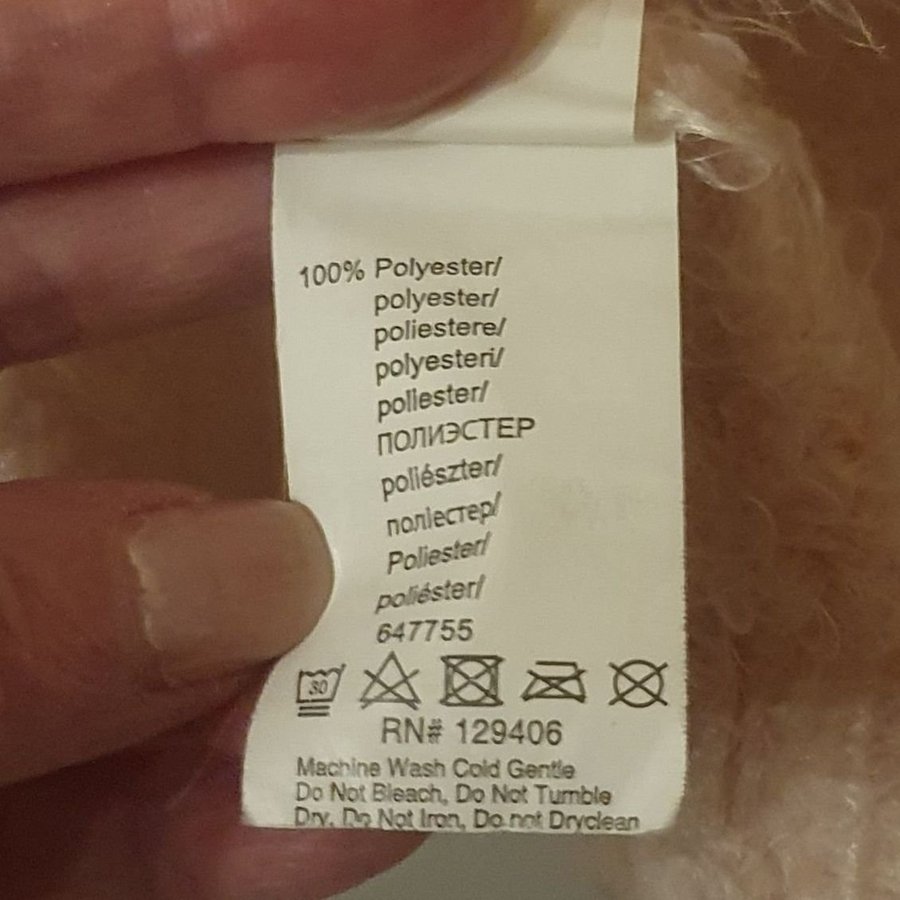 100% Polyester/
polyester/
poliestere/
polyesteri/
poliester/
ПОЛИЭСТЕР
poliészter/
поліестер/
Poliester/
poliéster/
647755
30
RN# 129406
Machine Wash Cold Gentle
Do Not Bleach, Do Not Tumble
Dry, Do Not Iron, Do not Dryclean